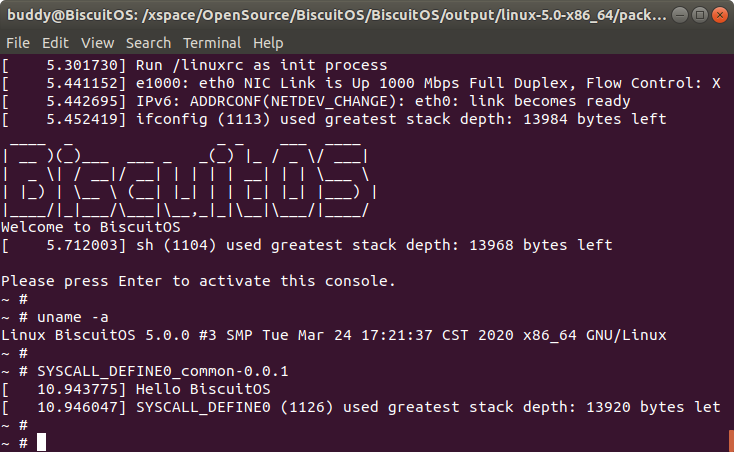 buddy@BiscuitOS: /xspace/OpenSource/BiscuitOS/BiscuitOS/output/linux-5.0-x86_64/pack...
File Edit View Search Terminal Help
[    5.301730] Run /linuxrc as init process
[    5.441152] e1000: eth0 NIC Link is Up 1000 Mbps Full Duplex, Flow Control: X
[    5.442695] IPv6: ADDRCONF(NETDEV_CHANGE): eth0: link becomes ready
[    5.452419] ifconfig (1113) used greatest stack depth: 13984 bytes left
BiscuitOS
Welcome to BiscuitOS
[    5.712003] sh (1104) used greatest stack depth: 13968 bytes left
Please press Enter to activate this console.
~ #
~ # uname -a
Linux BiscuitOS 5.0.0 #3 SMP Tue Mar 24 17:21:37 CST 2020 x86_64 GNU/Linux
~ #
~ # SYSCALL_DEFINE0_common-0.0.1
[   10.943775] Hello BiscuitOS
[   10.946047] SYSCALL_DEFINE0 (1126) used greatest stack depth: 13920 bytes let
~ #
~ #